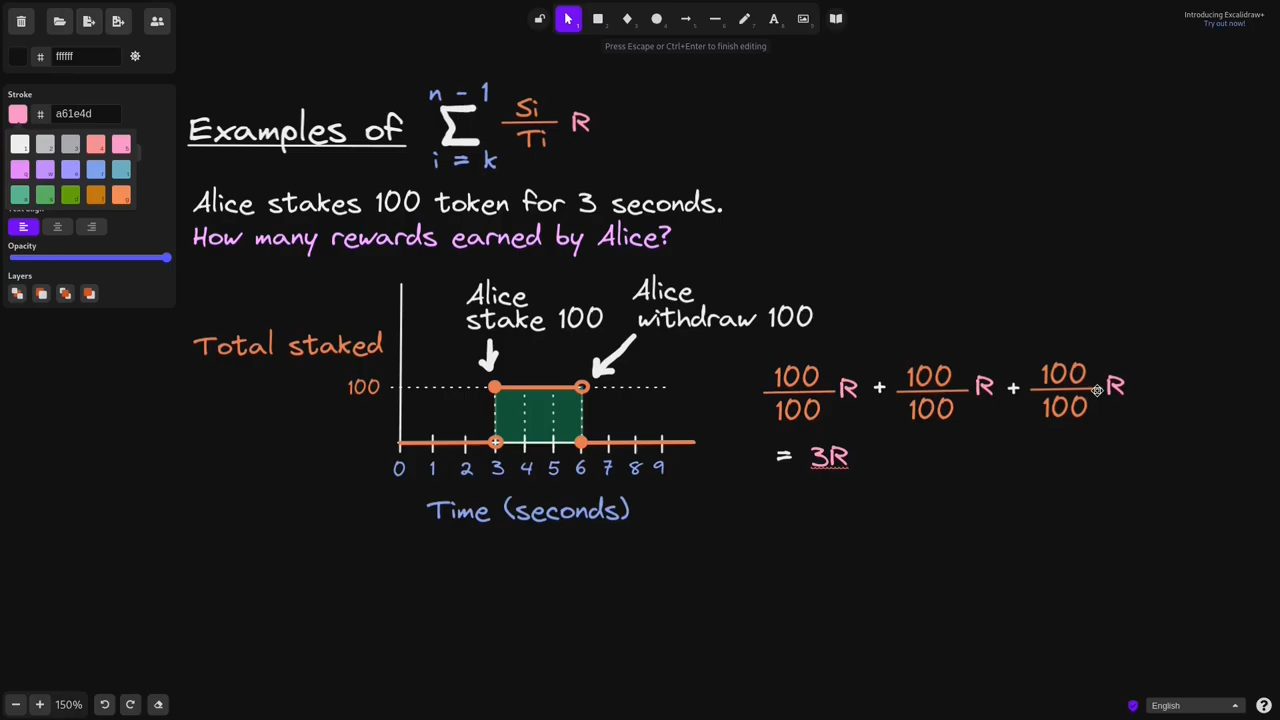 Introducing Excalidraw+
Try out now!
Press Escape or Ctrl+Enter to finish editing
# ffffff
Stroke
# a61e4d
Opacity
Layers
Examples of
n - 1
Σ
i = k
Si
Ti
R
Alice stakes 100 token for 3 seconds.
How many rewards earned by Alice?
Alice
stake 100
Alice
withdraw 100
Total staked
100
0 1 2 3 4 5 6 7 8 9
Time (seconds)
100 100 100
R + R + R
100 100 100
= 3R
150%
English